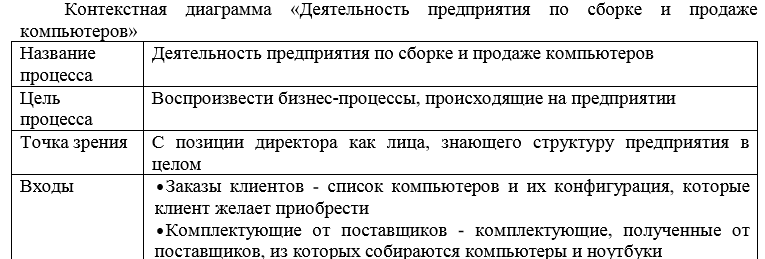 Контекстная диаграмма «Деятельность предприятия по сборке и продаже
компьютеров»
Название Деятельность предприятия по сборке и продаже компьютеров
процесса
Цель Воспроизвести бизнес-процессы, происходящие на предприятии
процесса
Точка зрения С позиции директора как лица, знающего структуру предприятия в
целом
Входы •Заказы клиентов - список компьютеров и их конфигурация, которые
клиент желает приобрести
•Комплектующие от поставщиков - комплектующие, полученные от
поставщиков, из которых собираются компьютеры и ноутбуки